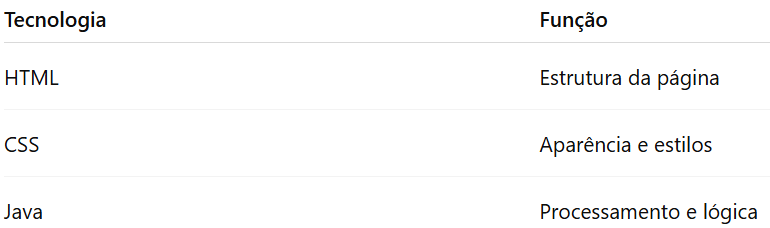 Tecnologia Função
HTML Estrutura da página
CSS Aparência e estilos
Java Processamento e lógica